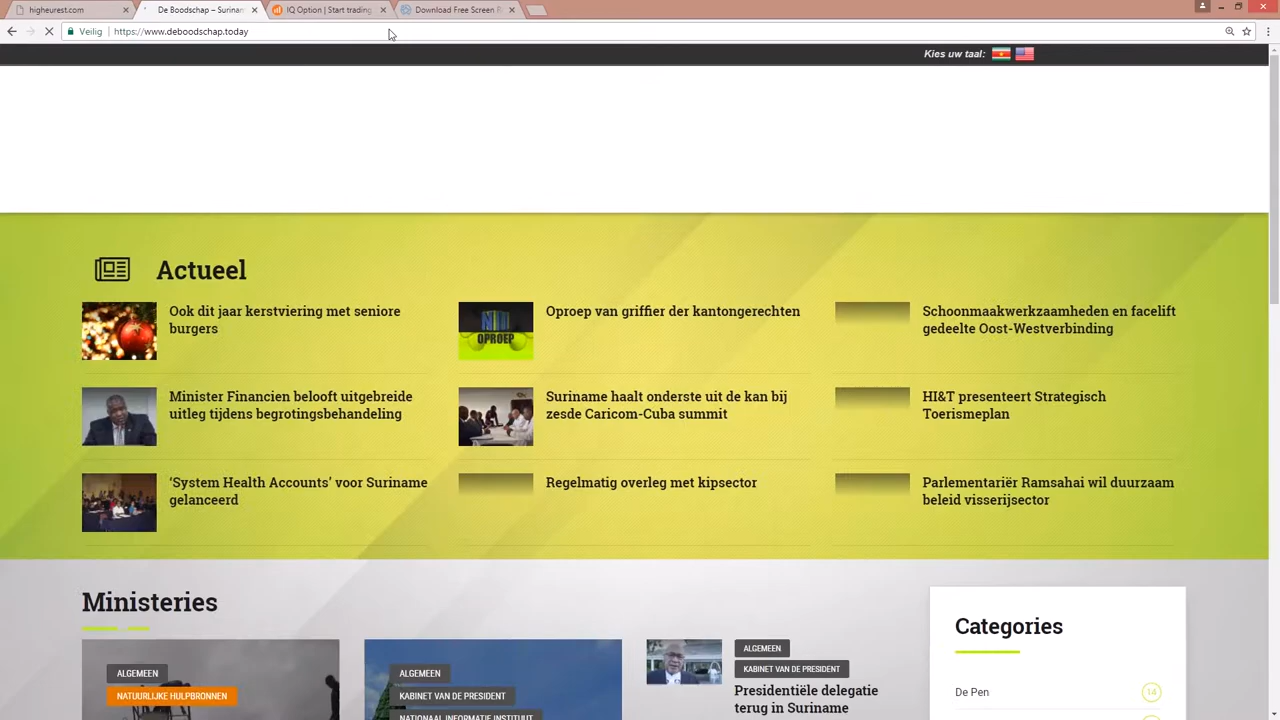 higheurest.com
De Boodschap – Surinam
IQ Option | Start trading
Download Free Screen R
Veilig
https://www.deboodschap.today
Kies uw taal:
Actueel
Ook dit jaar kerstviering met seniore
burgers
OPROEP
Oproep van griffier der kantongerechten
Schoonmaakwerkzaamheden en facelift
gedeelte Oost-Westverbinding
Minister Financien belooft uitgebreide
uitleg tijdens begrotingsbehandeling
Suriname haalt onderste uit de kan bij
zesde Caricom-Cuba summit
HI&T presenteert Strategisch
Toerismeplan
‘System Health Accounts’ voor Suriname
gelanceerd
Regelmatig overleg met kipsector
Parlementariër Ramsahai wil duurzaam
beleid visserijsector
Ministeries
ALGEMEEN
NATUURLIJKE HULPBRONNEN
ALGEMEEN
KABINET VAN DE PRESIDENT
NATIONAAL INFORMATIE INSTITUUT
ALGEMEEN
KABINET VAN DE PRESIDENT
Presidentiële delegatie
terug in Suriname
Categories
De Pen
14